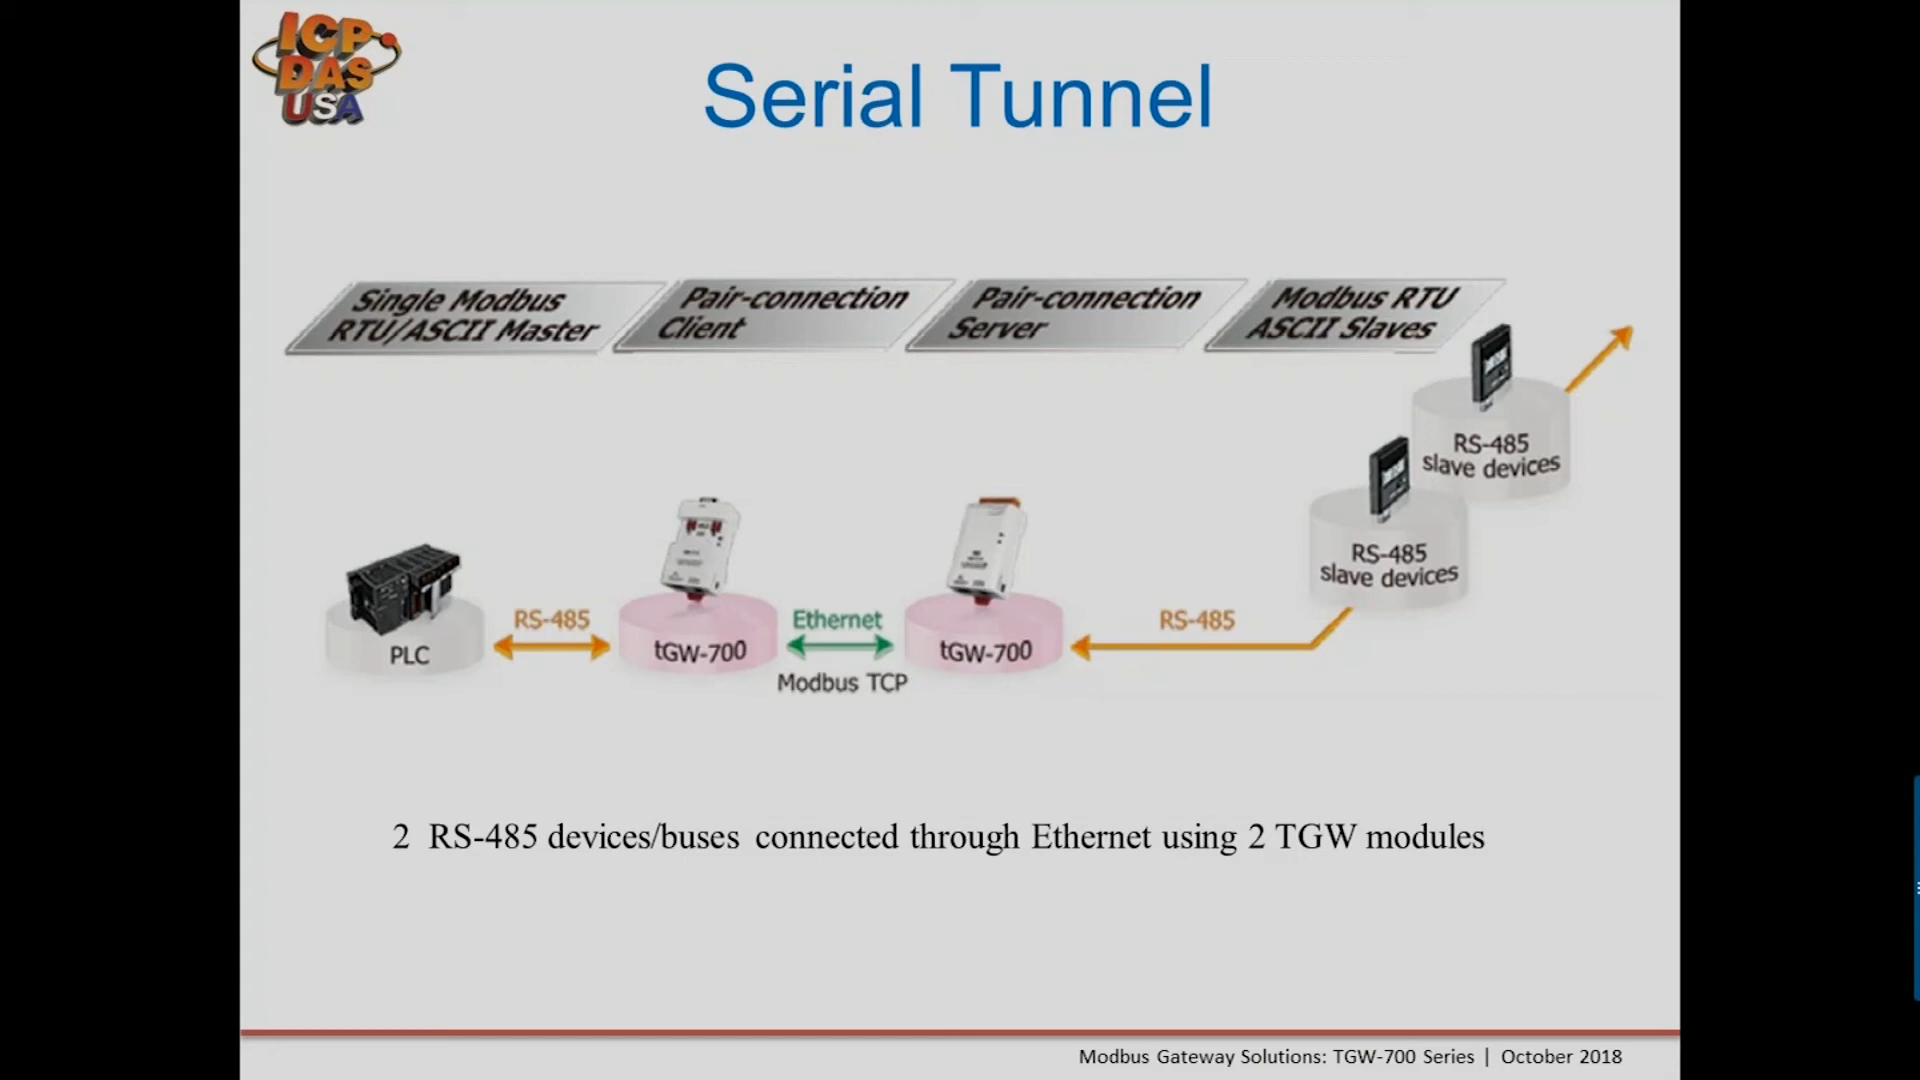 ICP
DAS
USA
Serial Tunnel
Single Modbus
RTU/ASCII Master
Pair-connection
Client
Pair-connection
Server
Modbus RTU
ASCII Slaves
RS-485
slave devices
RS-485
slave devices
PLC
RS-485
tGW-700
Ethernet
Modbus TCP
tGW-700
RS-485
2 RS-485 devices/buses connected through Ethernet using 2 TGW modules
Modbus Gateway Solutions: TGW-700 Series | October 2018